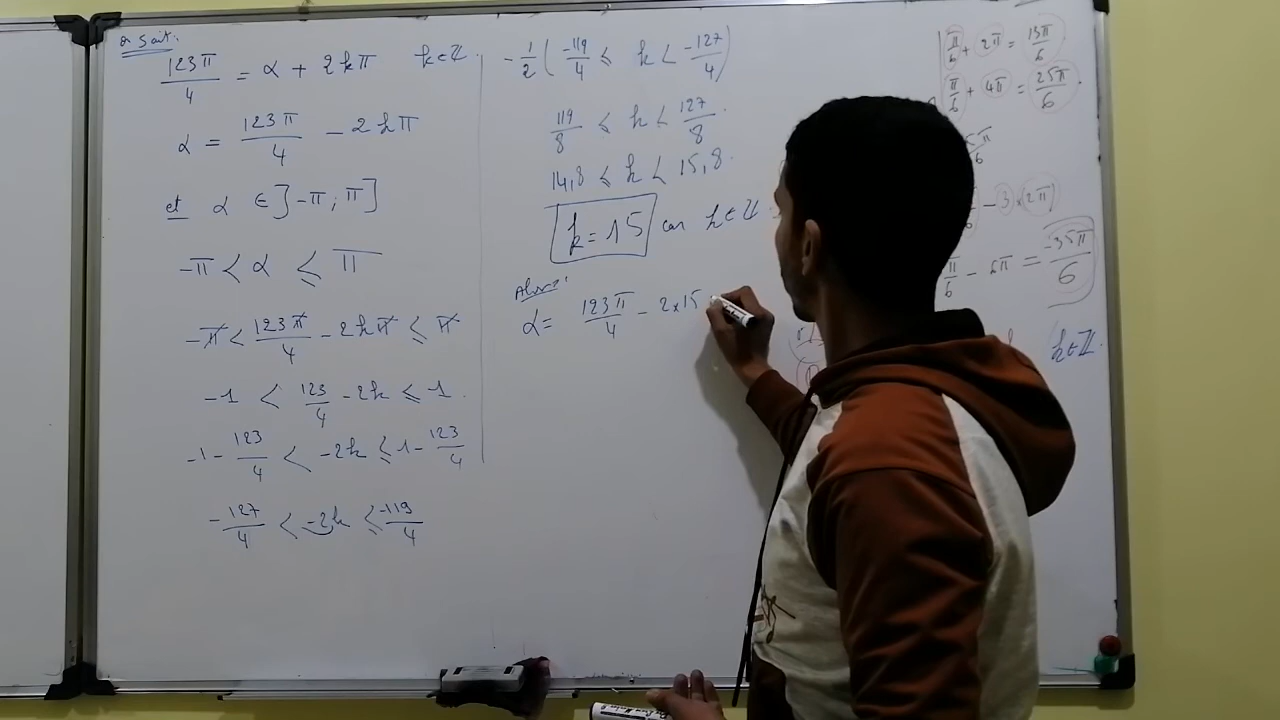 on sait:
123π/4 = α + 2kπ k∈ℤ.
α = 123π/4 - 2kπ
et α ∈ ]-π; π]
-π < α ≤ π
-π < 123π/4 - 2kπ ≤ π
-1 < 123/4 - 2k ≤ 1.
-1 - 123/4 < -2k ≤ 1 - 123/4
-127/4 < -2k ≤ -119/4
-1/2 ( -119/4 ≤ k < -127/4 )
119/8 ≤ k < 127/8.
14,8 ≤ k < 15,8.
k = 15 car k∈ℤ.
Alors:
α = 123π/4 - 2×15
π/6 + 2π = 13π/6
π/6 + 4π = 25π/6.
- 3×(2π)
π/6 - 6π = -35π/6
k∈ℤ.